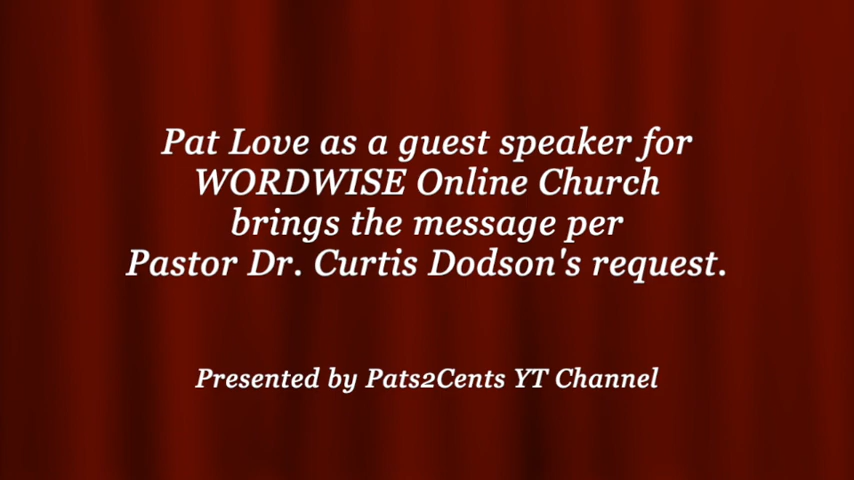 Pat Love as a guest speaker for
WORDWISE Online Church
brings the message per
Pastor Dr. Curtis Dodson's request.
Presented by Pats2Cents YT Channel